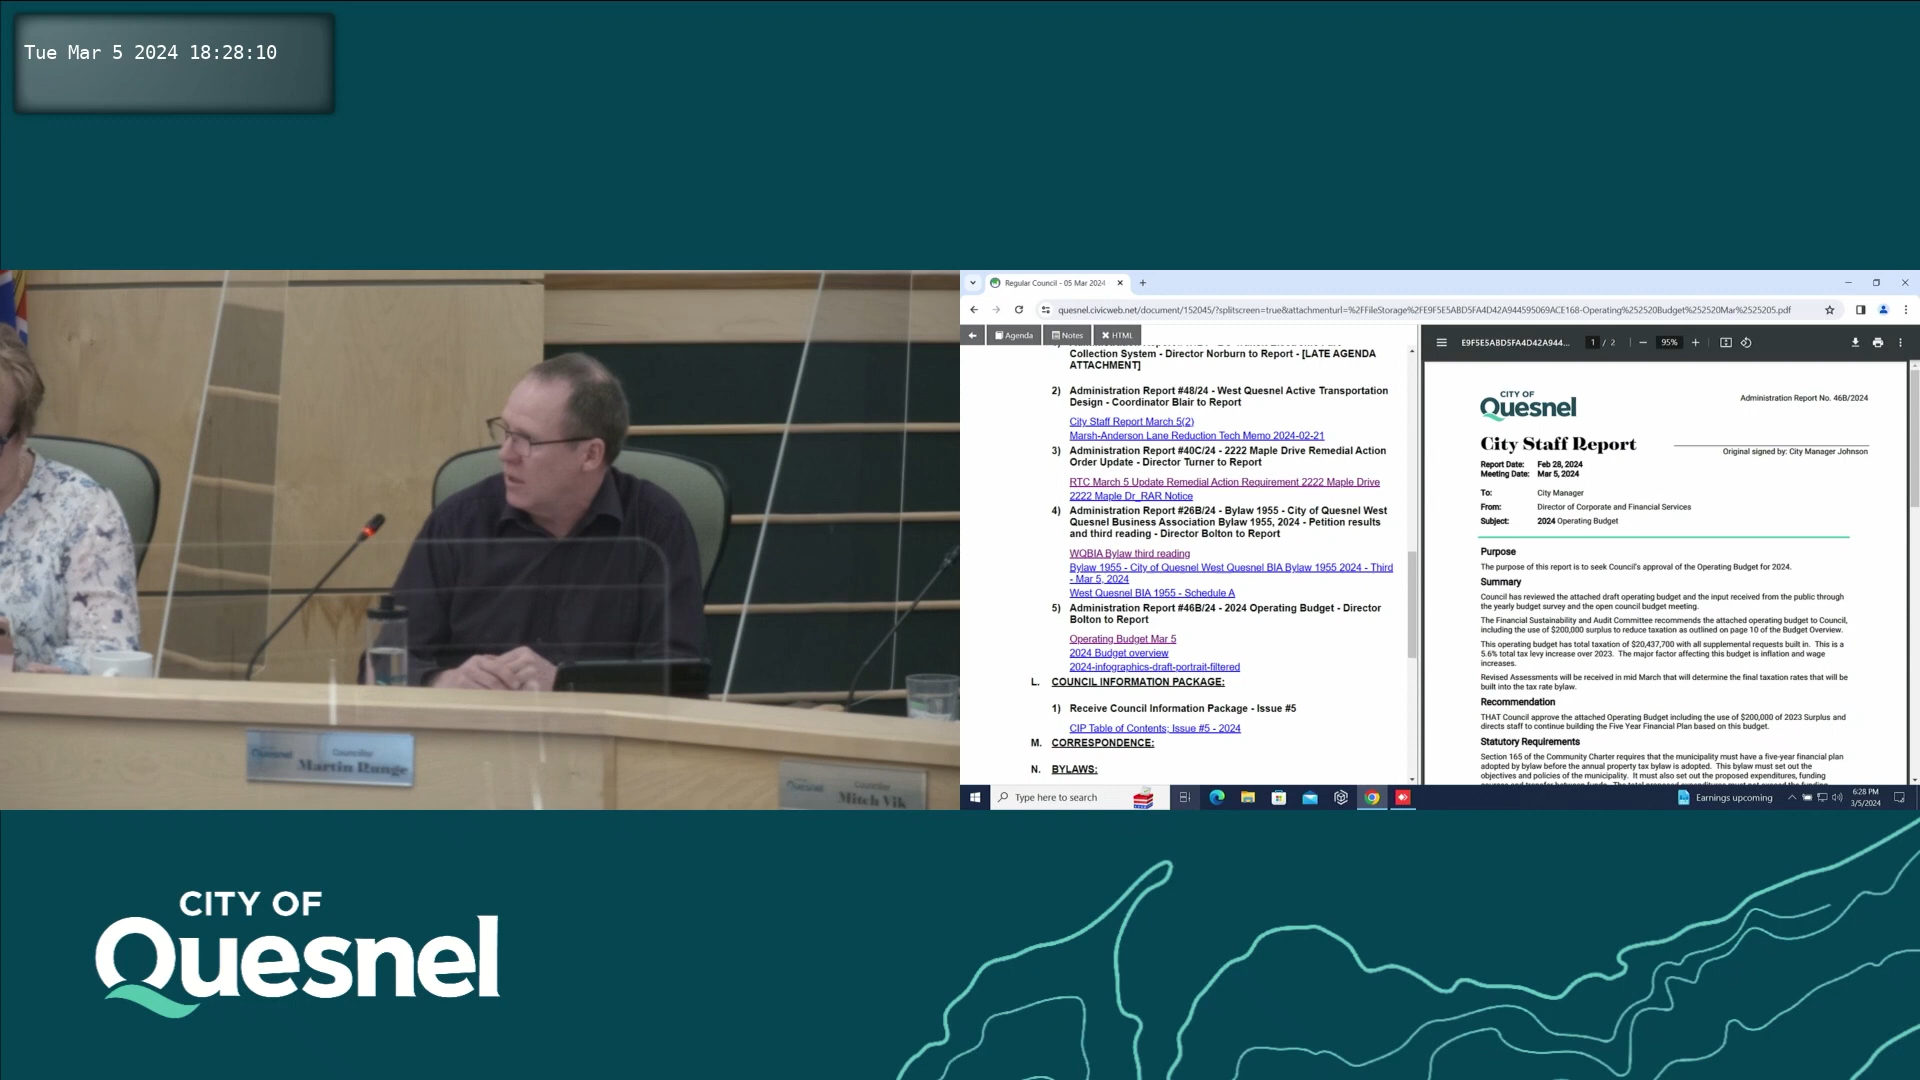 Tue Mar 5 2024 18:28:10
Councillor
Martin Runge
Mitch Vik
Regular Council - 05 Mar 2024
quesnel.civicweb.net/document/152045/?splitscreen=true&attachmenturl=%2FFileStorage%2FE9F5E5ABD5FA4D42A944595069ACE168-Operating%252520Budget%252520Mar%2525205.pdf
Agenda
Notes
HTML
Collection System - Director Norburn to Report - [LATE AGENDA
ATTACHMENT]
2) Administration Report #48/24 - West Quesnel Active Transportation
Design - Coordinator Blair to Report
City Staff Report March 5(2)
Marsh-Anderson Lane Reduction Tech Memo 2024-02-21
3) Administration Report #40C/24 - 2222 Maple Drive Remedial Action
Order Update - Director Turner to Report
RTC March 5 Update Remedial Action Requirement 2222 Maple Drive
2222 Maple Dr_RAR Notice
4) Administration Report #26B/24 - Bylaw 1955 - City of Quesnel West
Quesnel Business Association Bylaw 1955, 2024 - Petition results
and third reading - Director Bolton to Report
WQBIA Bylaw third reading
Bylaw 1955 - City of Quesnel West Quesnel BIA Bylaw 1955 2024 - Third
- Mar 5, 2024
West Quesnel BIA 1955 - Schedule A
5) Administration Report #46B/24 - 2024 Operating Budget - Director
Bolton to Report
Operating Budget Mar 5
2024 Budget overview
2024-infographics-draft-portrait-filtered
L. COUNCIL INFORMATION PACKAGE:
1) Receive Council Information Package - Issue #5
CIP Table of Contents; Issue #5 - 2024
M. CORRESPONDENCE:
N. BYLAWS:
E9F5E5ABD5FA4D42A944...
1 / 2
95%
CITY OF
Quesnel
Administration Report No. 46B/2024
City Staff Report
Original signed by: City Manager Johnson
Report Date: Feb 28, 2024
Meeting Date: Mar 5, 2024
To: City Manager
From: Director of Corporate and Financial Services
Subject: 2024 Operating Budget
Purpose
The purpose of this report is to seek Council's approval of the Operating Budget for 2024.
Summary
Council has reviewed the attached draft operating budget and the input received from the public through
the yearly budget survey and the open council budget meeting.
The Financial Sustainability and Audit Committee recommends the attached operating budget to Council,
including the use of $200,000 surplus to reduce taxation as outlined on page 10 of the Budget Overview.
This operating budget has total taxation of $20,437,700 with all supplemental requests built in. This is a
5.6% total tax levy increase over 2023. The major factor affecting this budget is inflation and wage
increases.
Revised Assessments will be received in mid March that will determine the final taxation rates that will be
built into the tax rate bylaw.
Recommendation
THAT Council approve the attached Operating Budget including the use of $200,000 of 2023 Surplus and
directs staff to continue building the Five Year Financial Plan based on this budget.
Statutory Requirements
Section 165 of the Community Charter requires that the municipality must have a five-year financial plan
adopted by bylaw before the annual property tax bylaw is adopted. This bylaw must set out the
objectives and policies of the municipality. It must also set out the proposed expenditures, funding
Type here to search
Earnings upcoming
6:28 PM
3/5/2024
CITY OF
Quesnel